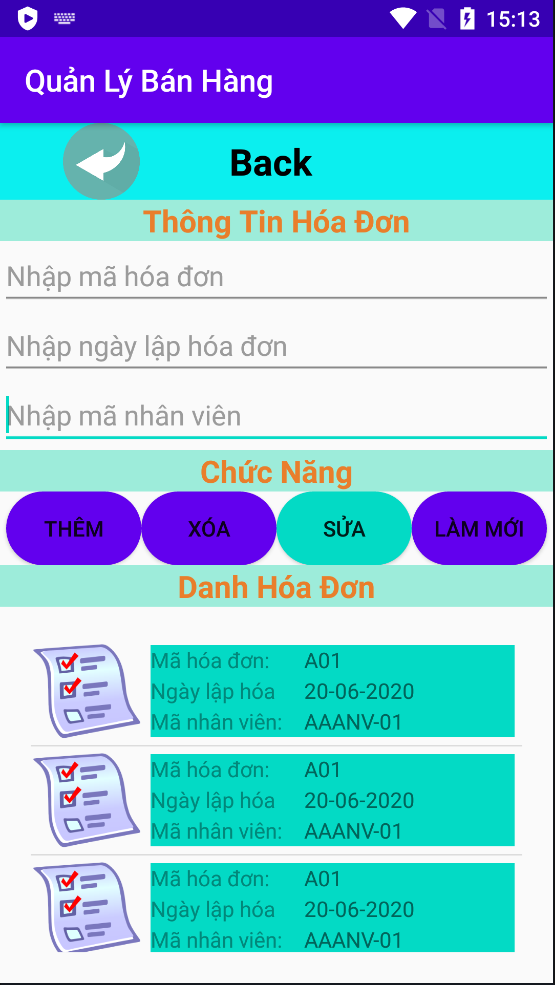 15:13
Quản Lý Bán Hàng
Back
Thông Tin Hóa Đơn
Nhập mã hóa đơn
Nhập ngày lập hóa đơn
Nhập mã nhân viên
Chức Năng
THÊM XÓA SỬA LÀM MỚI
Danh Hóa Đơn
Mã hóa đơn: A01
Ngày lập hóa 20-06-2020
Mã nhân viên: AAANV-01
Mã hóa đơn: A01
Ngày lập hóa 20-06-2020
Mã nhân viên: AAANV-01
Mã hóa đơn: A01
Ngày lập hóa 20-06-2020
Mã nhân viên: AAANV-01